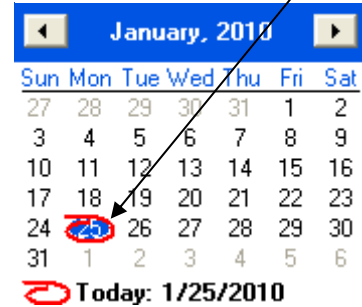 January, 2010
Sun Mon Tue Wed Thu Fri Sat
27 28 29 30 31 1 2
3 4 5 6 7 8 9
10 11 12 13 14 15 16
17 18 19 20 21 22 23
24 25 26 27 28 29 30
31 1 2 3 4 5 6
Today: 1/25/2010